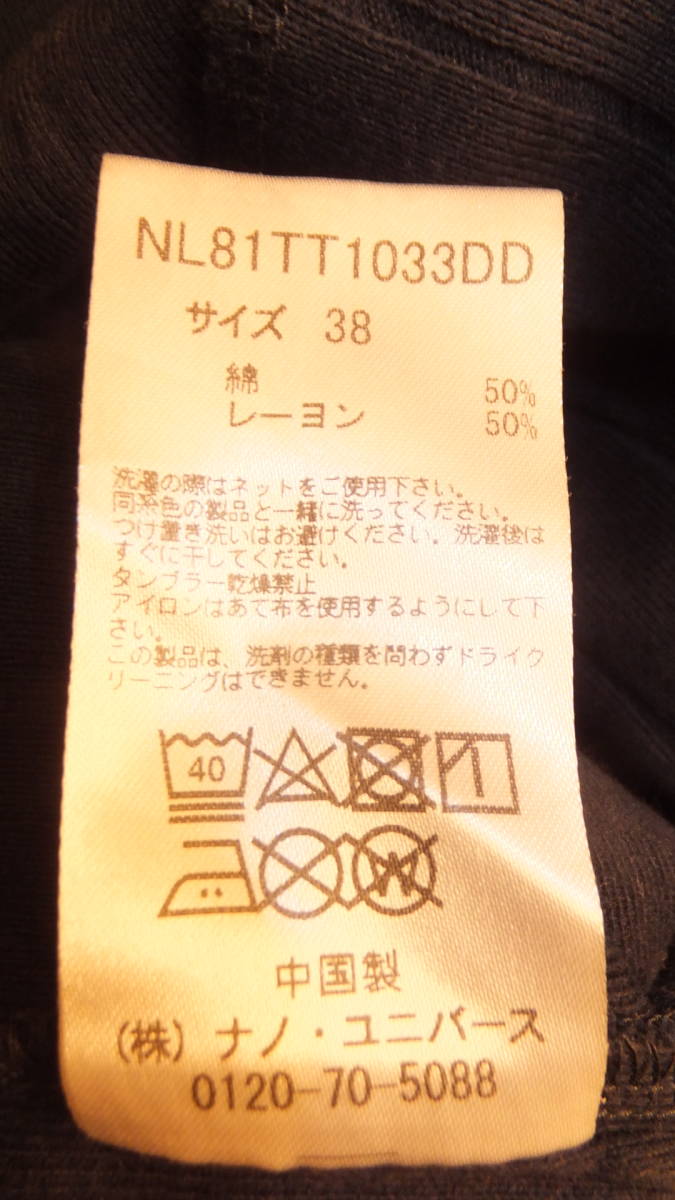 NL81TT1033DD
サイズ 38
綿 50%
レーヨン 50%
洗濯の際はネットをご使用下さい。
同系色の製品と一緒に洗ってください。
つけ置き洗いはお避けください。洗濯後は
すぐに干してください。
タンブラー乾燥禁止
アイロンはあて布を使用するようにして下
さい。
この製品は、洗剤の種類を問わずドライク
リーニングはできません。
40
W
中国製
(株) ナノ・ユニバース
0120-70-5088